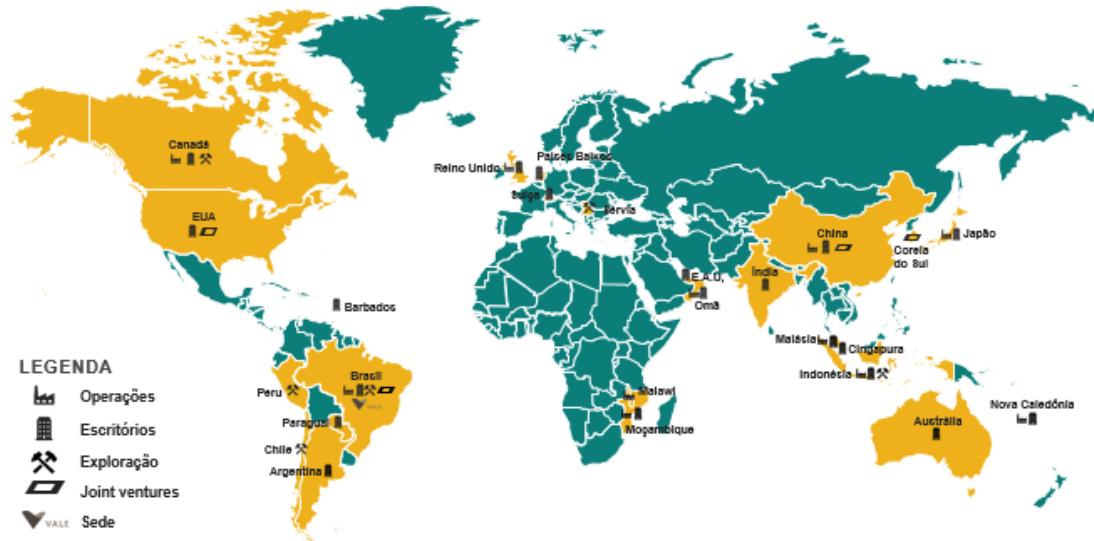 Canadá
EUA
Barbados
Peru
Brasil
VALE
Paraguai
Chile
Argentina
Reino Unido
Países Baixos
Suíça
Sérvia
E.A.U,
Omã
Índia
China
Coreia
do Sul
Japão
Malásia
Cingapura
Indonésia
Malawi
Moçambique
Austrália
Nova Caledônia
LEGENDA
Operações
Escritórios
Exploração
Joint ventures
VALE Sede